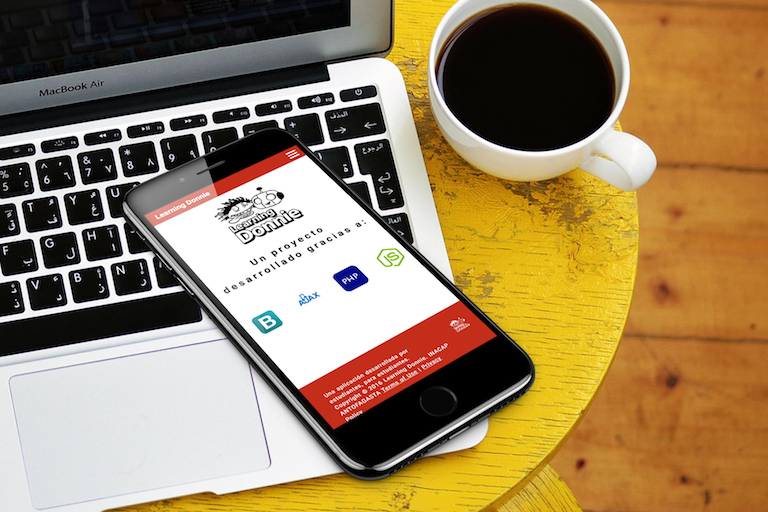 MacBook Air
Learning Donnie
Learning
Donnie
Un proyecto
desarrollado gracias a:
B
AJAX
PHP
JS
Una aplicación desarrollada por
estudiantes, para estudiantes.
Copyright © 2016 Learning Donnie, INACAP
ANTOFAGASTA Terms of Use | Privacy
Policy